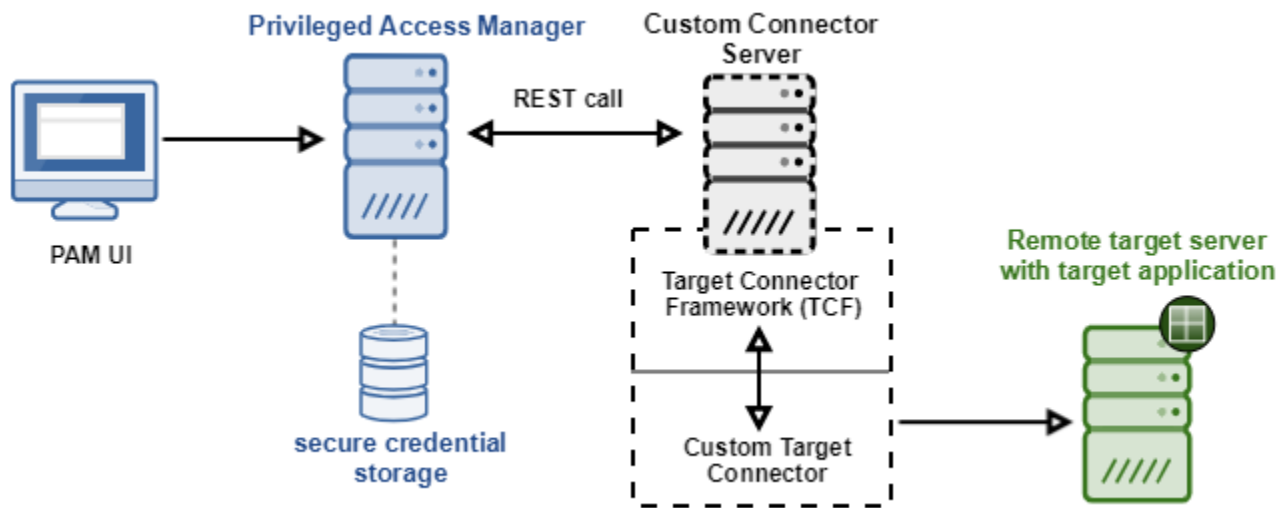 Privileged Access Manager
Custom Connector
Server
REST call
PAM UI
Target Connector
Framework (TCF)
Remote target server
with target application
secure credential
storage
Custom Target
Connector